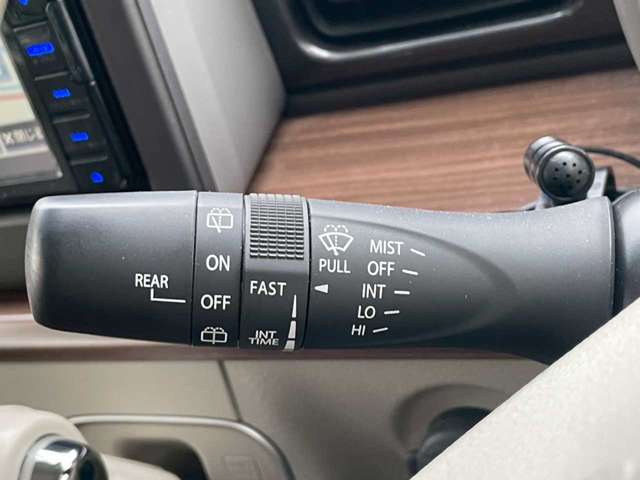 REAR
ON
OFF
FAST
INT
TIME
PULL
MIST
OFF
INT
LO
HI